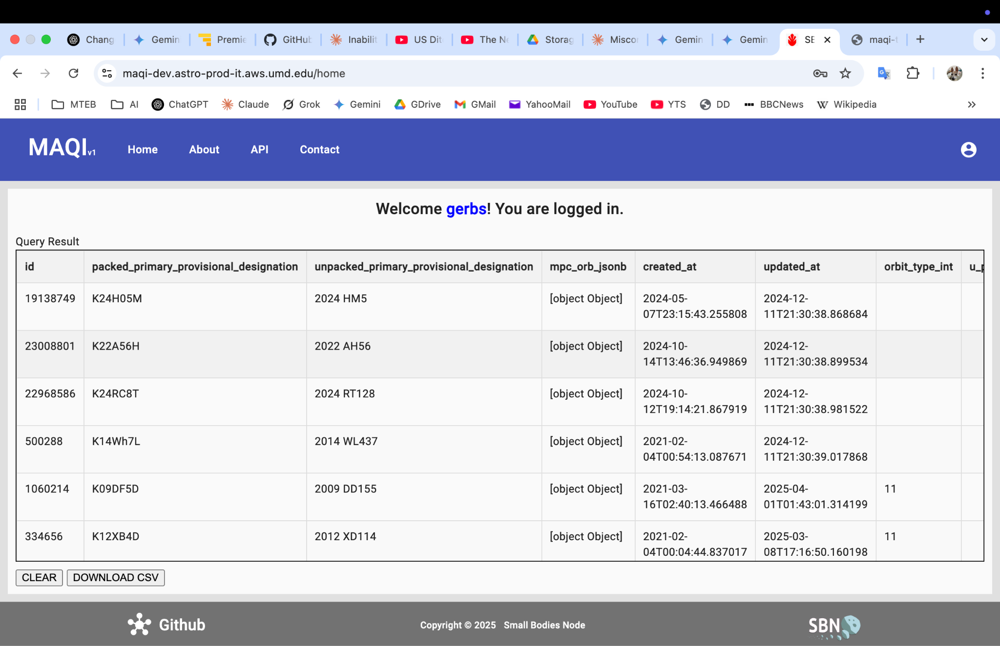 Chang Gemin Premie GitHub Inabilit US Dit The Ne Storag Miscor Gemin Gemin SE maqi-t
maqi-dev.astro-prod-it.aws.umd.edu/home
MTEB AI ChatGPT Claude Grok Gemini GDrive GMail YahooMail YouTube YTS DD BBCNews Wikipedia
MAQI v1 Home About API Contact
Welcome gerbs! You are logged in.
Query Result
id packed_primary_provisional_designation unpacked_primary_provisional_designation mpc_orb_jsonb created_at updated_at orbit_type_int u_p
19138749 K24H05M 2024 HM5 [object Object] 2024-05- 2024-12-
07T23:15:43.255808 11T21:30:38.868684
23008801 K22A56H 2022 AH56 [object Object] 2024-10- 2024-12-
14T13:46:36.949869 11T21:30:38.899534
22968586 K24RC8T 2024 RT128 [object Object] 2024-10- 2024-12-
12T19:14:21.867919 11T21:30:38.981522
500288 K14Wh7L 2014 WL437 [object Object] 2021-02- 2024-12-
04T00:54:13.087671 11T21:30:39.017868
1060214 K09DF5D 2009 DD155 [object Object] 2021-03- 2025-04- 11
16T02:40:13.466488 01T01:43:01.314199
334656 K12XB4D 2012 XD114 [object Object] 2021-02- 2025-03- 11
04T00:04:44.837017 08T17:16:50.160198
CLEAR DOWNLOAD CSV
Github Copyright © 2025 Small Bodies Node SBN